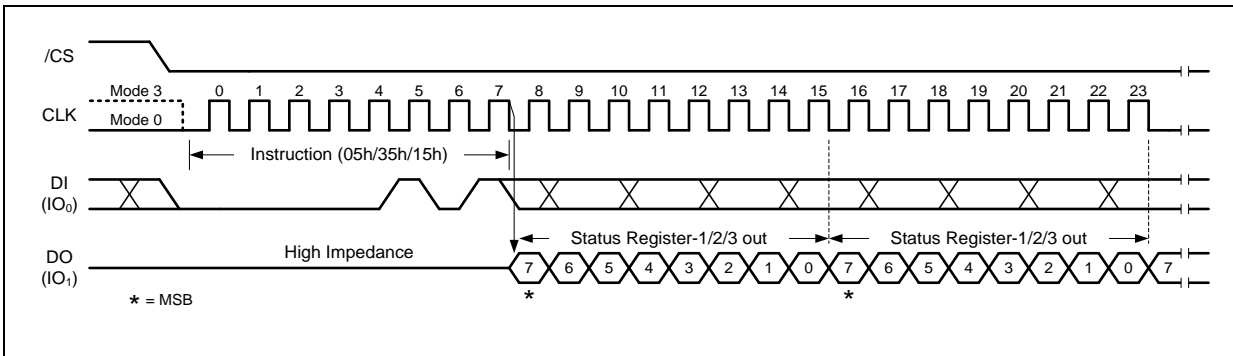 /CS
Mode 3
0 1 2 3 4 5 6 7 8 9 10 11 12 13 14 15 16 17 18 19 20 21 22 23
CLK
Mode 0
Instruction (05h/35h/15h)
DI
(IO₀)
Status Register-1/2/3 out Status Register-1/2/3 out
High Impedance
DO
(IO₁)
7 6 5 4 3 2 1 0 7 6 5 4 3 2 1 0 7
* *
* = MSB